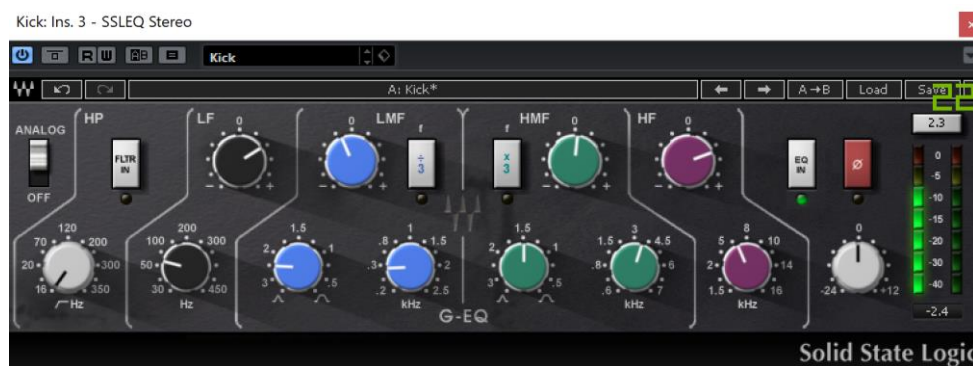 Kick: Ins. 3 - SSLEQ Stereo
R W AB
Kick
A: Kick*
A→B Load Save
22
ANALOG
OFF
HP
FLTR IN
LF
0
- +
LMF
0
- +
f
÷ 3
f
x 3
HMF
0
- +
HF
0
- +
EQ IN
ø
2.3
0
-5
-10
-15
-20
-30
-40
-2.4
16 20 70 120 200 300 350
Hz
30 50 100 200 300 450
Hz
3 2 1.5 1 .5
.2 .3 .8 1 1.5 2 2.5
kHz
3 2 1.5 1 .5
.6 .8 1.5 3 4.5 6 7
kHz
1.5 2 5 8 10 14 16
kHz
-24 0 +12
G-EQ
Solid State Logic